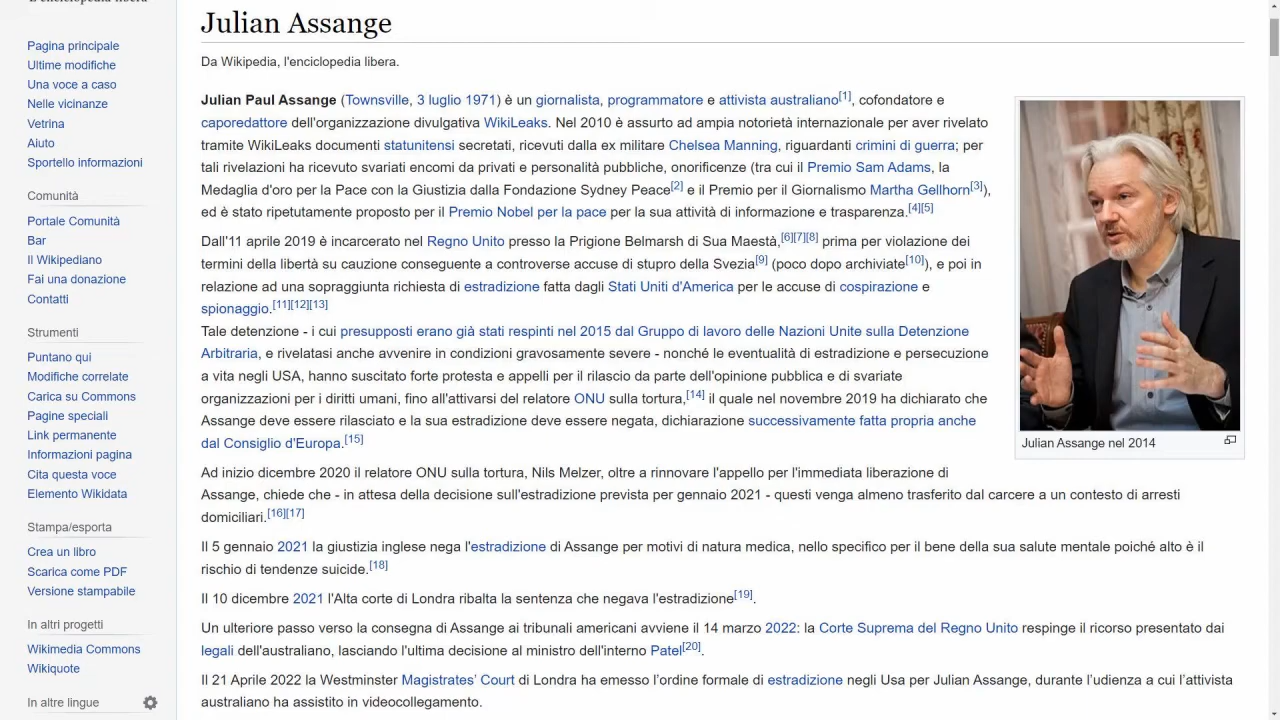 L'enciclopedia libera
Pagina principale
Ultime modifiche
Una voce a caso
Nelle vicinanze
Vetrina
Aiuto
Sportello informazioni
Comunità
Portale Comunità
Bar
Il Wikipediano
Fai una donazione
Contatti
Strumenti
Puntano qui
Modifiche correlate
Carica su Commons
Pagine speciali
Link permanente
Informazioni pagina
Cita questa voce
Elemento Wikidata
Stampa/esporta
Crea un libro
Scarica come PDF
Versione stampabile
In altri progetti
Wikimedia Commons
Wikiquote
In altre lingue
Julian Assange
Da Wikipedia, l'enciclopedia libera.
Julian Paul Assange (Townsville, 3 luglio 1971) è un giornalista, programmatore e attivista australiano[1], cofondatore e
caporedattore dell'organizzazione divulgativa WikiLeaks. Nel 2010 è assurto ad ampia notorietà internazionale per aver rivelato
tramite WikiLeaks documenti statunitensi secretati, ricevuti dalla ex militare Chelsea Manning, riguardanti crimini di guerra; per
tali rivelazioni ha ricevuto svariati encomi da privati e personalità pubbliche, onorificenze (tra cui il Premio Sam Adams, la
Medaglia d'oro per la Pace con la Giustizia dalla Fondazione Sydney Peace[2] e il Premio per il Giornalismo Martha Gellhorn[3]),
ed è stato ripetutamente proposto per il Premio Nobel per la pace per la sua attività di informazione e trasparenza.[4][5]
Dall'11 aprile 2019 è incarcerato nel Regno Unito presso la Prigione Belmarsh di Sua Maestà,[6][7][8] prima per violazione dei
termini della libertà su cauzione conseguente a controverse accuse di stupro della Svezia[9] (poco dopo archiviate[10]), e poi in
relazione ad una sopraggiunta richiesta di estradizione fatta dagli Stati Uniti d'America per le accuse di cospirazione e
spionaggio.[11][12][13]
Tale detenzione - i cui presupposti erano già stati respinti nel 2015 dal Gruppo di lavoro delle Nazioni Unite sulla Detenzione
Arbitraria, e rivelatasi anche avvenire in condizioni gravosamente severe - nonché le eventualità di estradizione e persecuzione
a vita negli USA, hanno suscitato forte protesta e appelli per il rilascio da parte dell'opinione pubblica e di svariate
organizzazioni per i diritti umani, fino all'attivarsi del relatore ONU sulla tortura,[14] il quale nel novembre 2019 ha dichiarato che
Assange deve essere rilasciato e la sua estradizione deve essere negata, dichiarazione successivamente fatta propria anche
dal Consiglio d'Europa.[15]
Ad inizio dicembre 2020 il relatore ONU sulla tortura, Nils Melzer, oltre a rinnovare l'appello per l'immediata liberazione di
Assange, chiede che - in attesa della decisione sull'estradizione prevista per gennaio 2021 - questi venga almeno trasferito dal carcere a un contesto di arresti
domiciliari.[16][17]
Il 5 gennaio 2021 la giustizia inglese nega l'estradizione di Assange per motivi di natura medica, nello specifico per il bene della sua salute mentale poiché alto è il
rischio di tendenze suicide.[18]
Il 10 dicembre 2021 l'Alta corte di Londra ribalta la sentenza che negava l'estradizione[19].
Un ulteriore passo verso la consegna di Assange ai tribunali americani avviene il 14 marzo 2022: la Corte Suprema del Regno Unito respinge il ricorso presentato dai
legali dell'australiano, lasciando l'ultima decisione al ministro dell'interno Patel[20].
Il 21 Aprile 2022 la Westminster Magistrates' Court di Londra ha emesso l'ordine formale di estradizione negli Usa per Julian Assange, durante l'udienza a cui l'attivista
australiano ha assistito in videocollegamento.
Julian Assange nel 2014